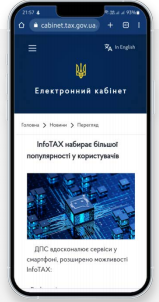 21:57
93%
cabinet.tax.gov.ua
In English
Електронний кабінет
Головна > Новини > Перегляд
InfoTAX набирає більшої
популярності у користувачів
ДПС вдосконалює сервіси у
смартфоні, розширено можливості
InfoTAX: